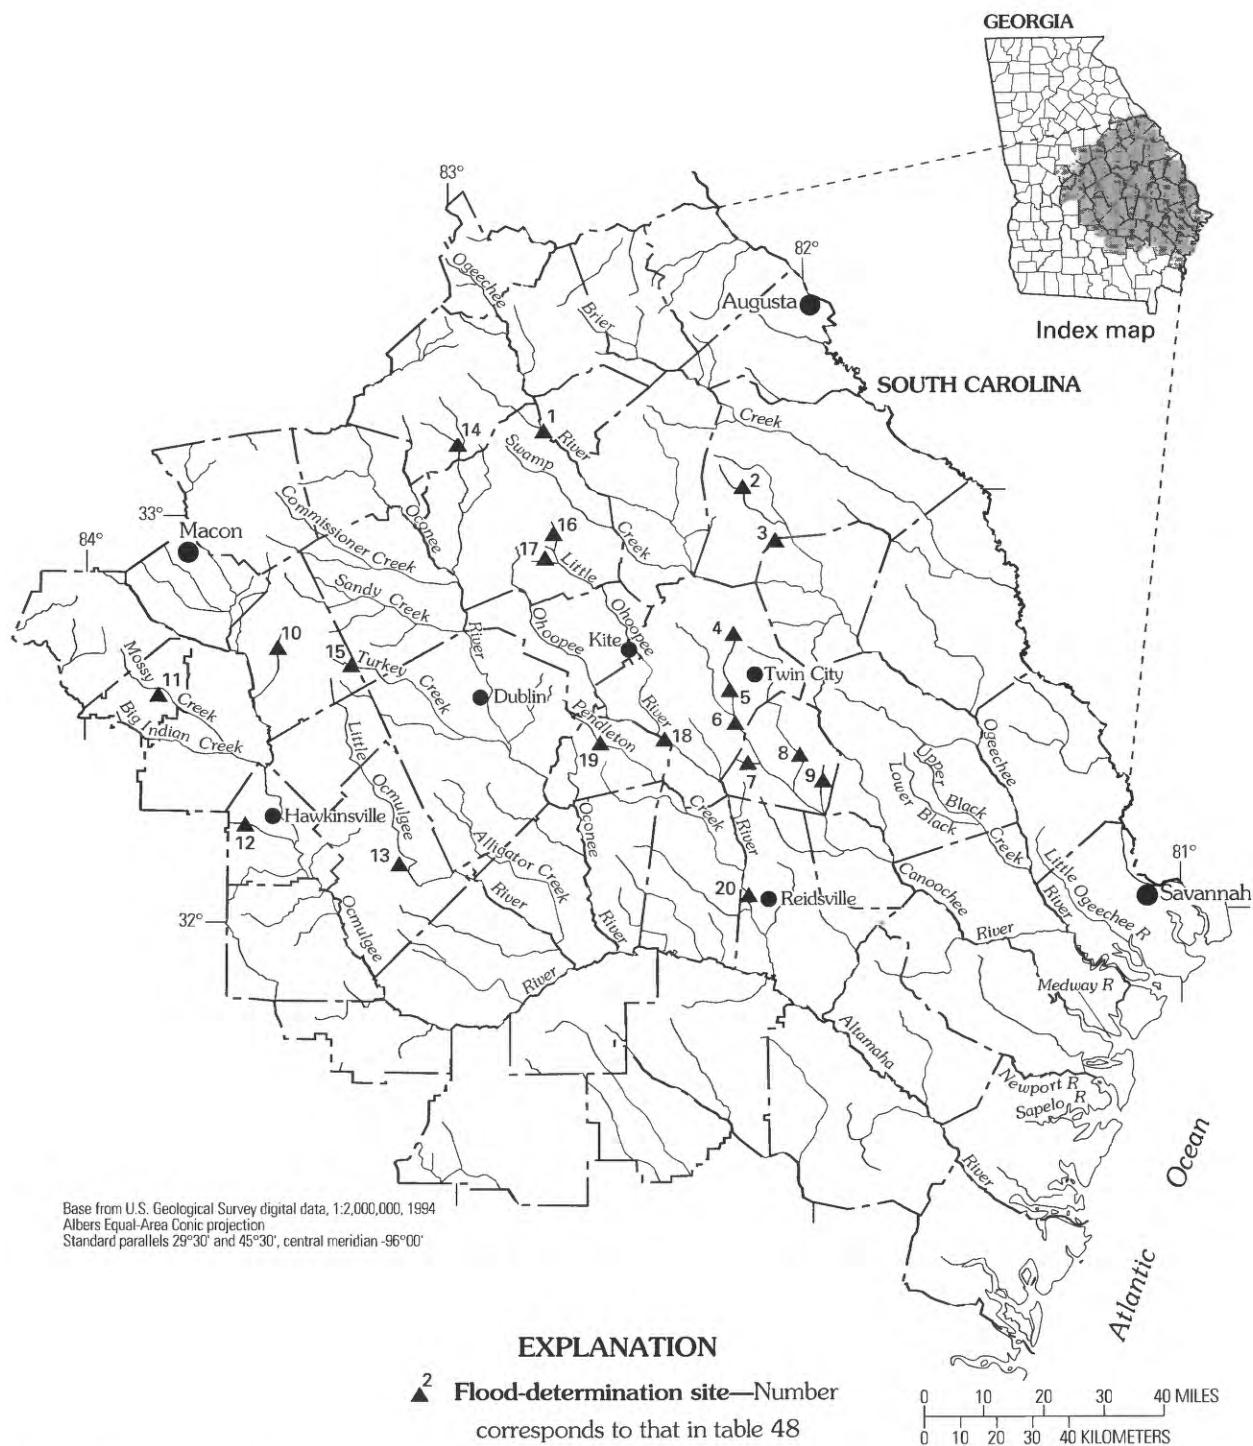 GEORGIA
Index map
83°
82°
Augusta
SOUTH CAROLINA
Ogeechee
Brier
Creek
14
1
River
Swamp
Creek
2
3
33°
Macon
84°
Commissioner Creek
Oconee
16
17
Little
Sandy Creek
Ohoopee
Ohoopee
Kite
4
10
15
Turkey
Creek
River
Dublin
Twin City
Mossy
Creek
11
Big Indian Creek
5
6
Pendleton
River
18
19
8
7
9
Ogeechee
Upper
Black
Lower Black
Creek
Little
Ocmulgee
Hawkinsville
12
13
Alligator Creek
Oconee
Creek
River
River
River
20
Reidsville
Canoochee
River
Little Ogeechee R
River
81°
Savannah
32°
Ocmulgee
River
Medway R
Altamaha
Newport R
Sapelo R
River
Atlantic Ocean
Base from U.S. Geological Survey digital data, 1:2,000,000, 1994
Albers Equal-Area Conic projection
Standard parallels 29°30' and 45°30', central meridian -96°00'
EXPLANATION
2 Flood-determination site—Number
corresponds to that in table 48
0 10 20 30 40 MILES
0 10 20 30 40 KILOMETERS